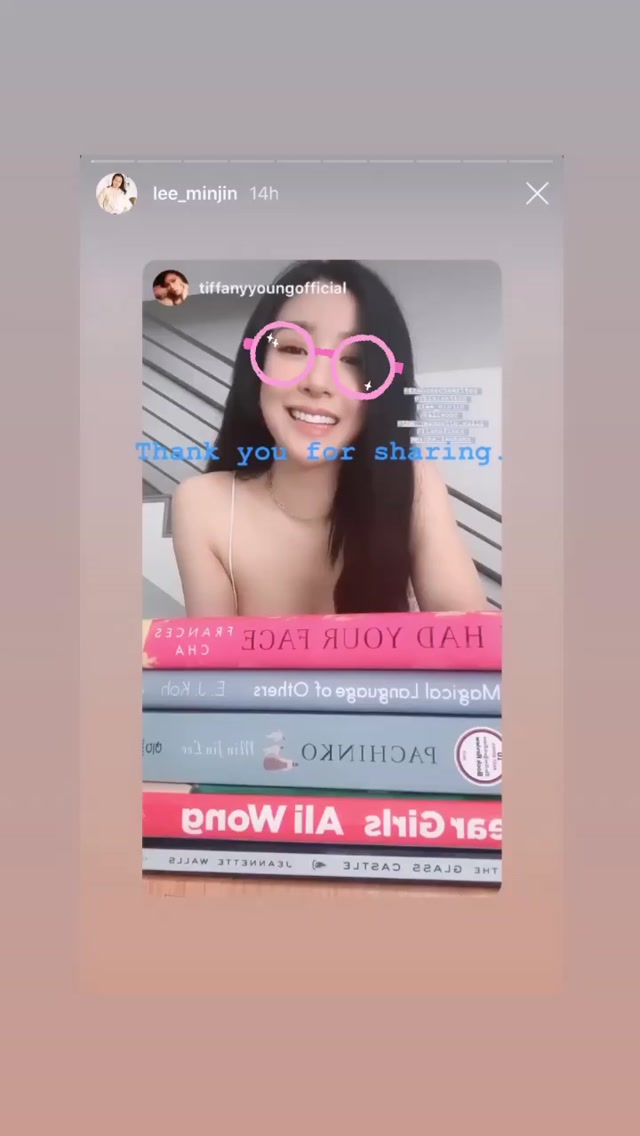 lee_minjin 14h
tiffanyyoungofficial
Thank you for sharing.
HAD YOUR FACE FRANCES
CHA
Magical Language of Others E. J. Koh
PACHINKO Min Jin Lee
ear Girls Ali Wong
THE GLASS CASTLE JEANNETTE WALLS